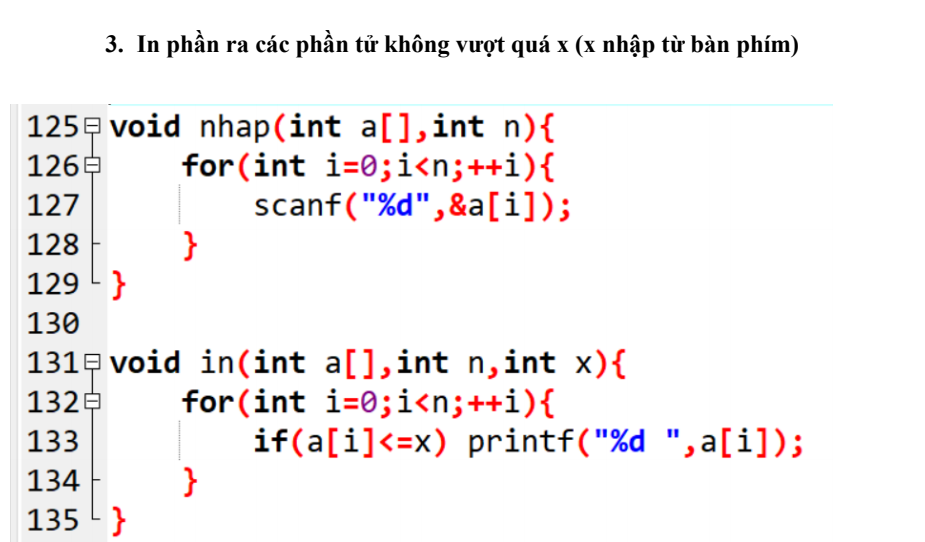 3. In phần ra các phần tử không vượt quá x (x nhập từ bàn phím)
125 void nhap(int a[],int n){
126 for(int i=0;i<n;++i){
127 scanf("%d",&a[i]);
128 }
129 }
130
131 void in(int a[],int n,int x){
132 for(int i=0;i<n;++i){
133 if(a[i]<=x) printf("%d ",a[i]);
134 }
135 }